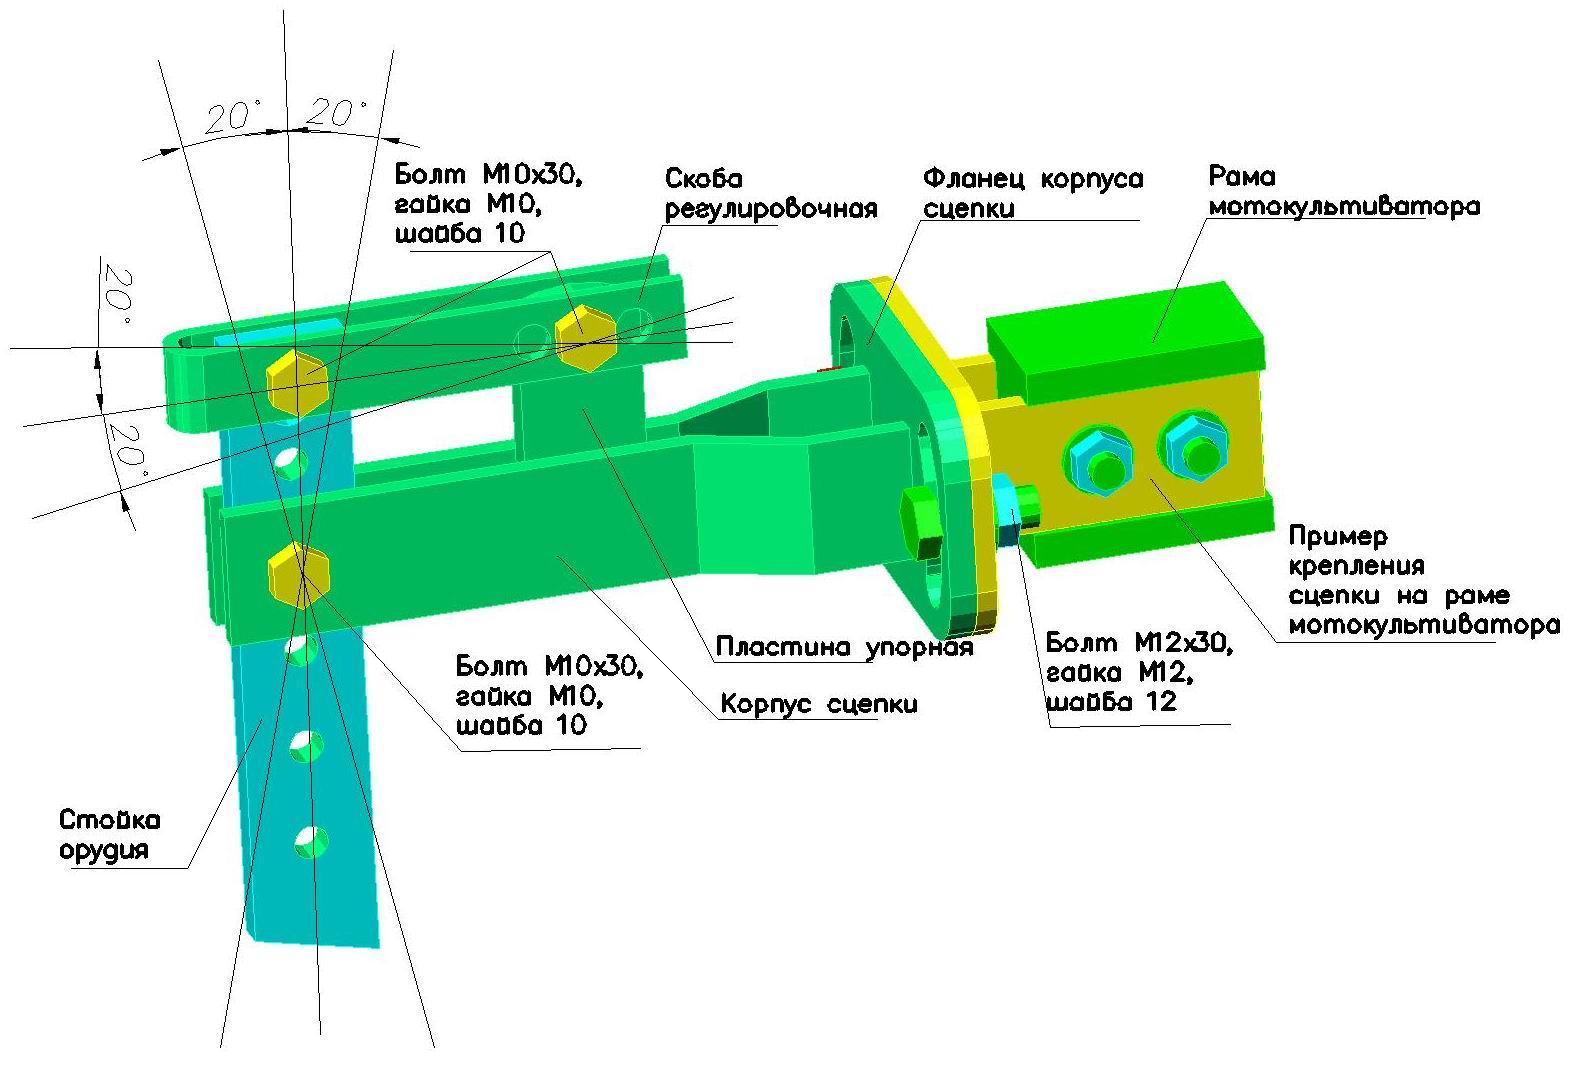 20°
20°
Болт М10х30,
гайка М10,
шайба 10
Скоба
регулировочная
Фланец корпуса
сцепки
Рама
мотокультиватора
20°
20°
Пример
крепления
сцепки на раме
мотокультиватора
Болт М12х30,
гайка М12,
шайба 12
Пластина упорная
Корпус сцепки
Болт М10х30,
гайка М10,
шайба 10
Стойка
орудия